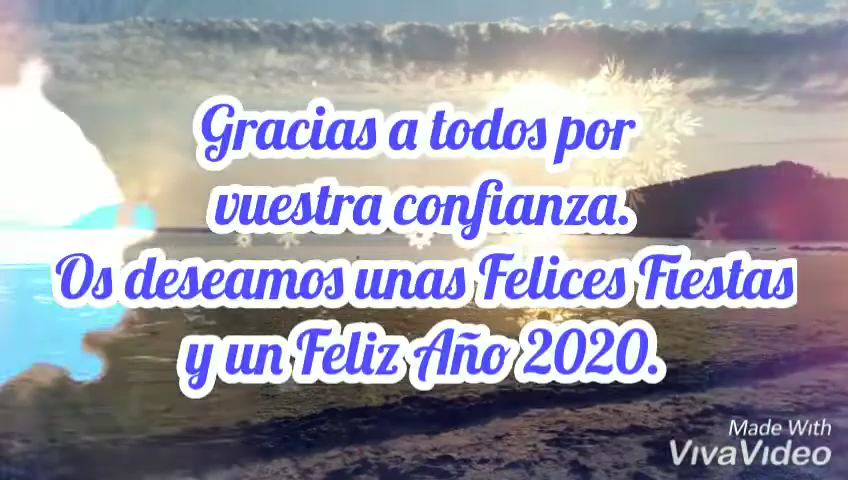 Gracias a todos por
vuestra confianza.
Os deseamos unas Felices Fiestas
y un Feliz Año 2020.
Made With
VivaVideo